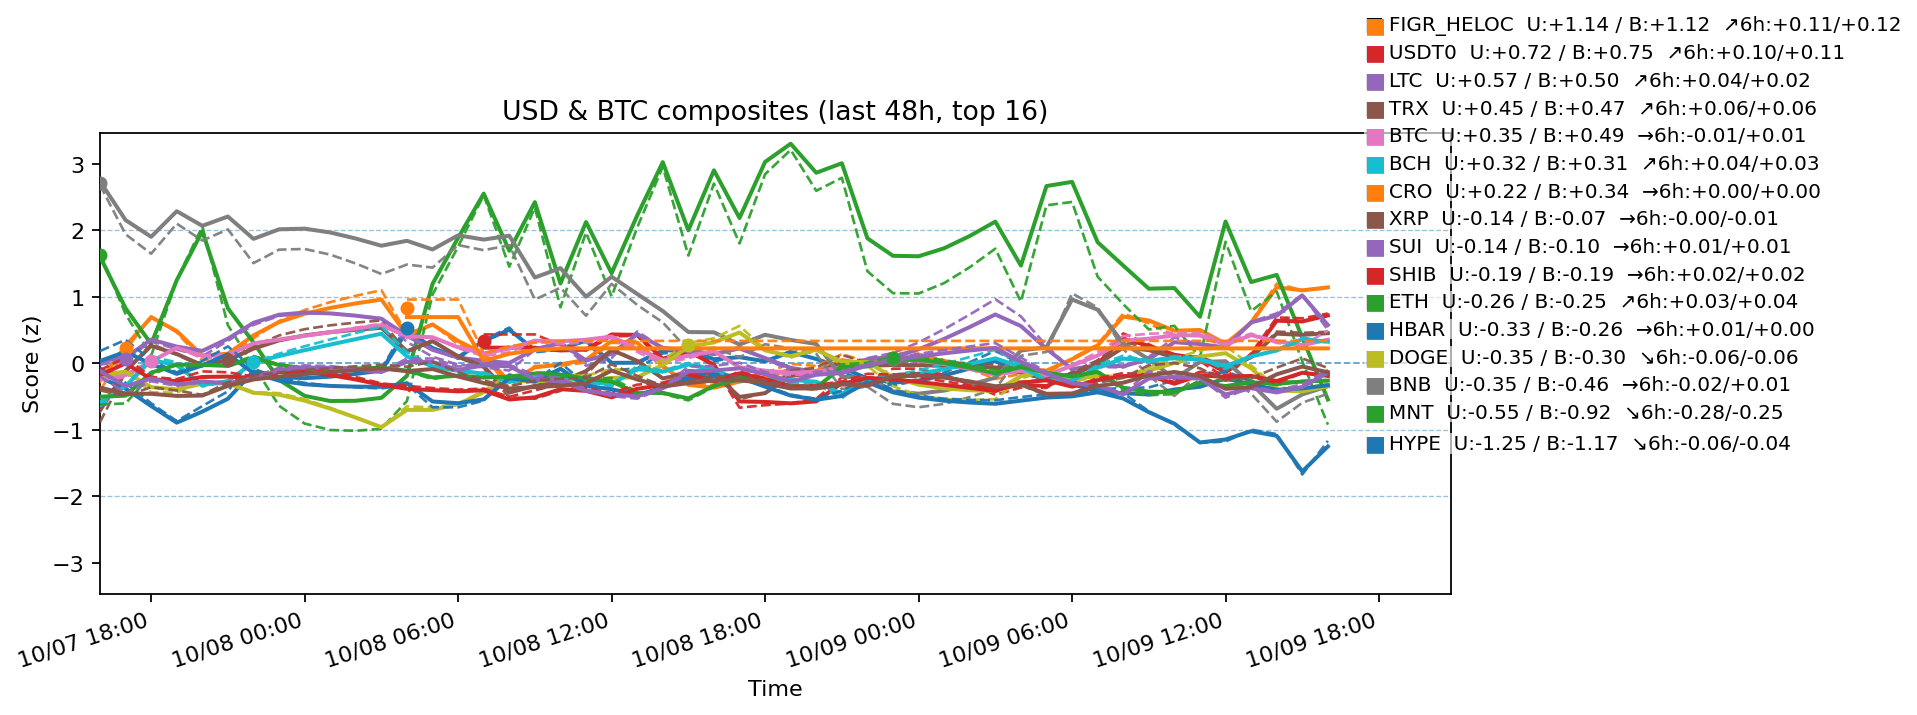 FIGR_HELOC  U:+1.14 / B:+1.12  ↗6h:+0.11/+0.12
USDT0  U:+0.72 / B:+0.75  ↗6h:+0.10/+0.11
LTC  U:+0.57 / B:+0.50  ↗6h:+0.04/+0.02
TRX  U:+0.45 / B:+0.47  ↗6h:+0.06/+0.06
BTC  U:+0.35 / B:+0.49  →6h:-0.01/+0.01
BCH  U:+0.32 / B:+0.31  ↗6h:+0.04/+0.03
CRO  U:+0.22 / B:+0.34  →6h:+0.00/+0.00
XRP  U:-0.14 / B:-0.07  →6h:-0.00/-0.01
SUI  U:-0.14 / B:-0.10  →6h:+0.01/+0.01
SHIB  U:-0.19 / B:-0.19  →6h:+0.02/+0.02
ETH  U:-0.26 / B:-0.25  ↗6h:+0.03/+0.04
HBAR  U:-0.33 / B:-0.26  →6h:+0.01/+0.00
DOGE  U:-0.35 / B:-0.30  ↘6h:-0.06/-0.06
BNB  U:-0.35 / B:-0.46  →6h:-0.02/+0.01
MNT  U:-0.55 / B:-0.92  ↘6h:-0.28/-0.25
HYPE  U:-1.25 / B:-1.17  ↘6h:-0.06/-0.04
USD & BTC composites (last 48h, top 16)
Score (z)
3
2
1
0
−1
−2
−3
10/07 18:00
10/08 00:00
10/08 06:00
10/08 12:00
10/08 18:00
10/09 00:00
10/09 06:00
10/09 12:00
10/09 18:00
Time